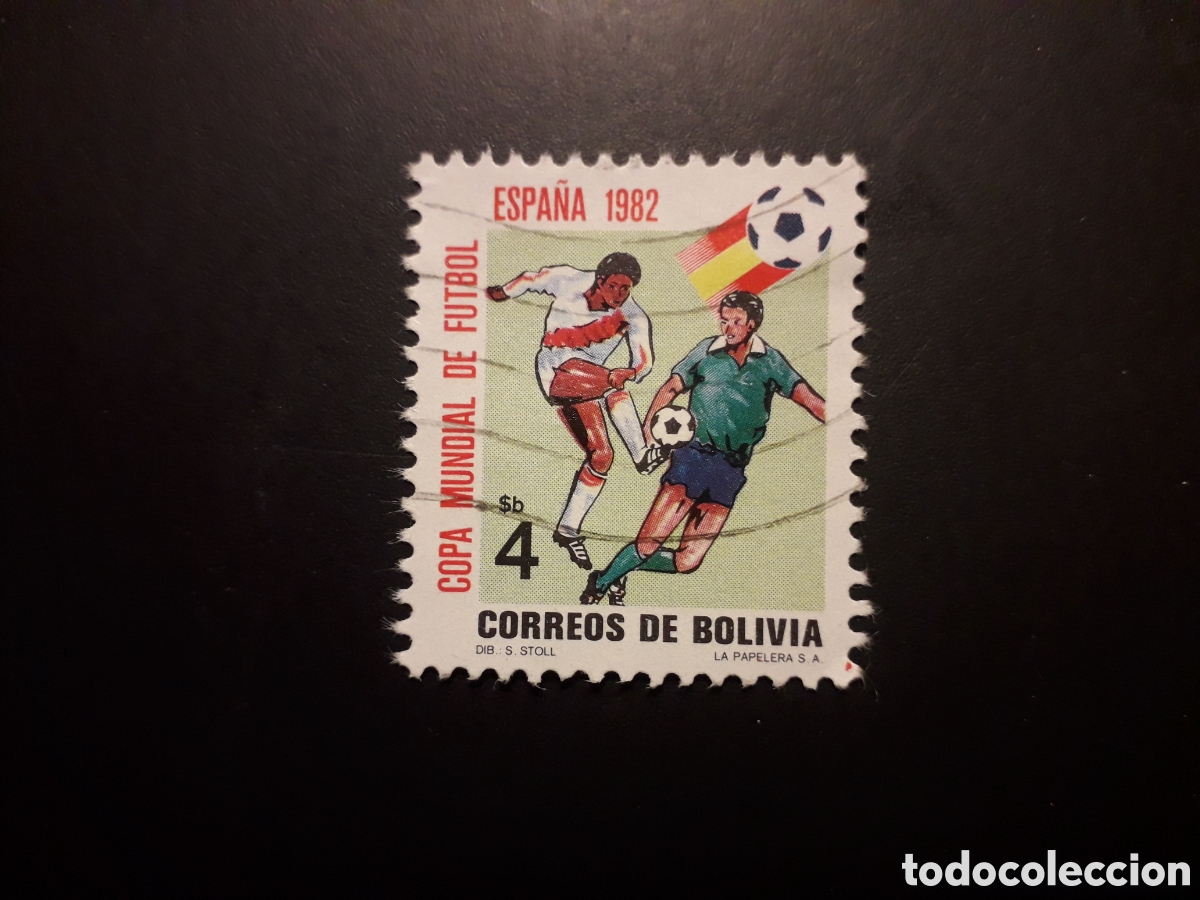 ESPAÑA 1982
COPA MUNDIAL DE FUTBOL
$b
4
CORREOS DE BOLIVIA
DIB.: S. STOLL
LA PAPELERA S. A.
todocoleccion